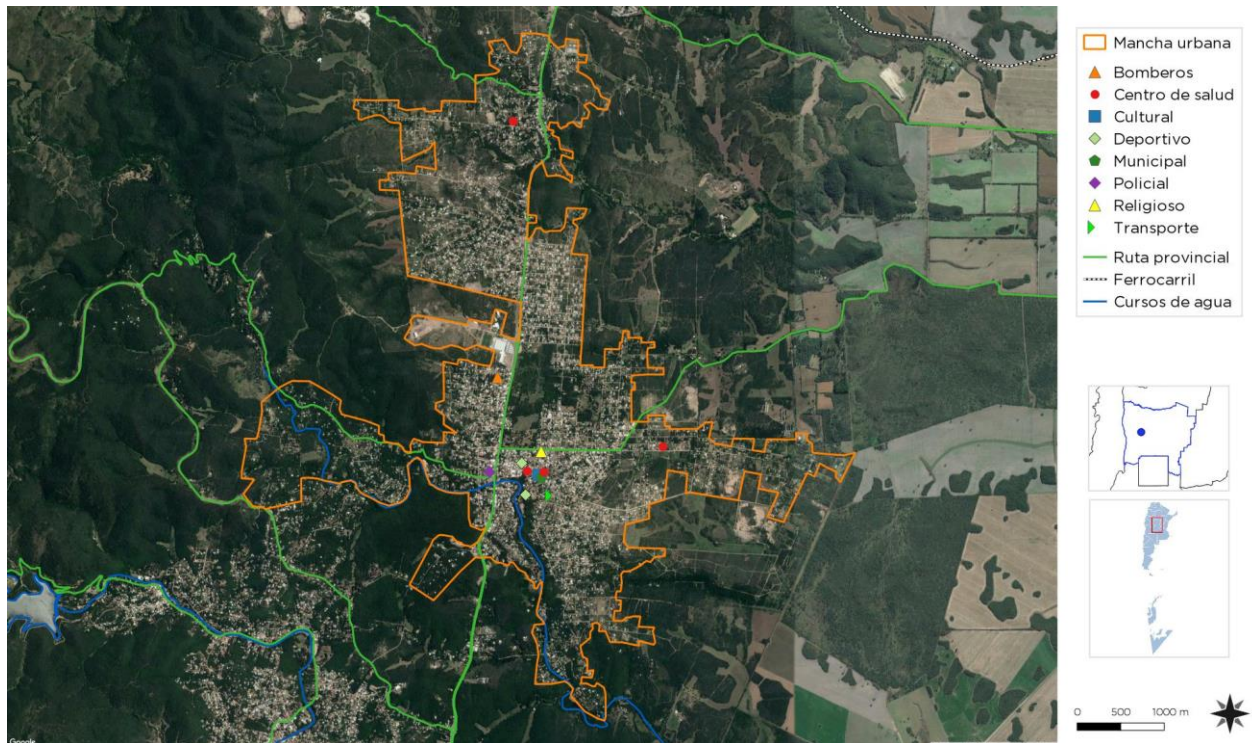 Mancha urbana
Bomberos
Centro de salud
Cultural
Deportivo
Municipal
Policial
Religioso
Transporte
Ruta provincial
Ferrocarril
Cursos de agua
0 500 1000 m
Google